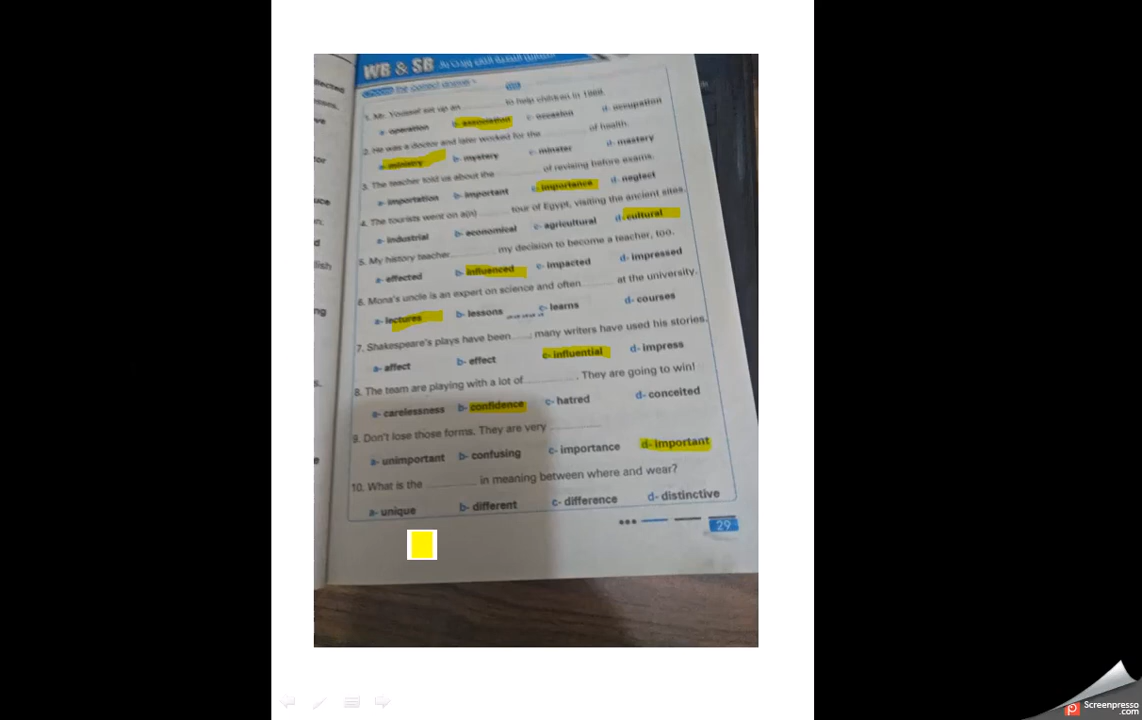 WB & SB
Choose the correct answer:
1. Mr. Youssef set up an ________ to help children in 1988.
a- operation b- association c- occasion d- occupation
2. He was a doctor and later worked for the ________ of health.
a- ministry b- mystery c- minster d- mastery
3. The teacher told us about the ________ of revising before exams.
a- importation b- important c- importance d- neglect
4. The tourists went on a(n) ________ tour of Egypt, visiting the ancient sites.
a- industrial b- economical c- agricultural d- cultural
5. My history teacher ________ my decision to become a teacher, too.
a- effected b- influenced c- impacted d- impressed
6. Mona's uncle is an expert on science and often ________ at the university.
a- lectures b- lessons c- learns d- courses
7. Shakespeare's plays have been ____; many writers have used his stories.
a- affect b- effect c- influential d- impress
8. The team are playing with a lot of ________. They are going to win!
a- carelessness b- confidence c- hatred d- conceited
9. Don't lose those forms. They are very ________
a- unimportant b- confusing c- importance d- important
10. What is the ________ in meaning between where and wear?
a- unique b- different c- difference d- distinctive
29
Screenpresso
.com